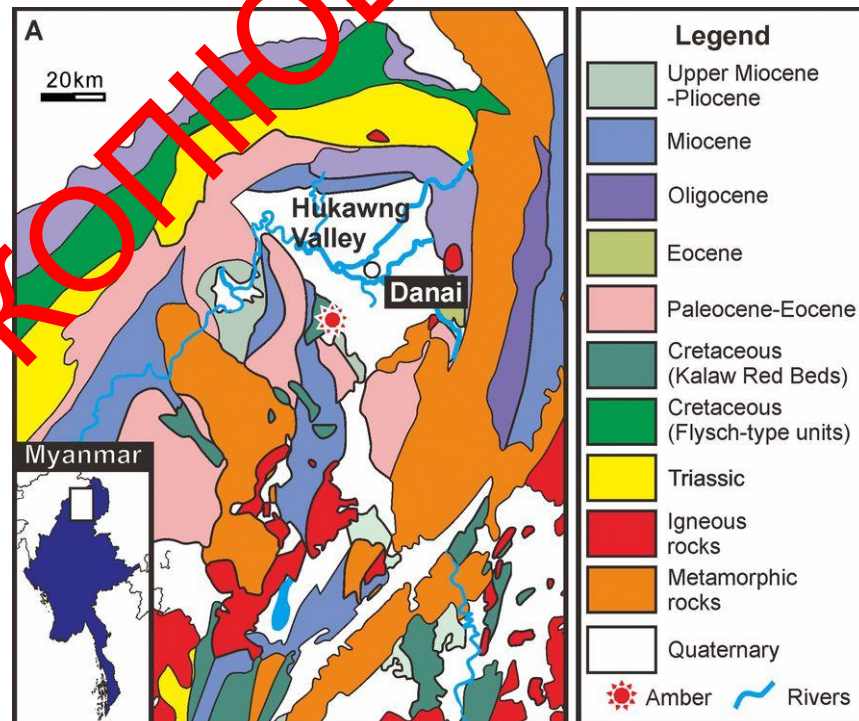 A
20km
Hukawng
Valley
Danai
Myanmar
Legend
Upper Miocene
-Pliocene
Miocene
Oligocene
Eocene
Paleocene-Eocene
Cretaceous
(Kalaw Red Beds)
Cretaceous
(Flysch-type units)
Triassic
Igneous
rocks
Metamorphic
rocks
Quaternary
Amber
Rivers